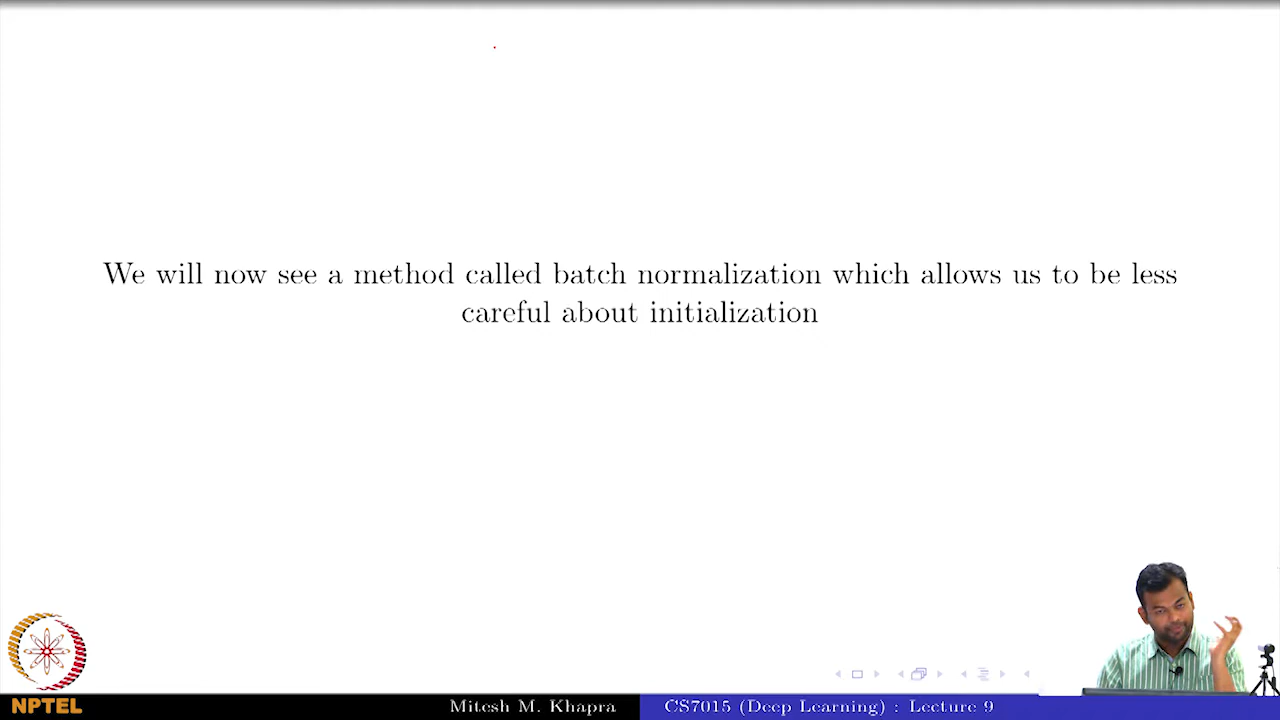 We will now see a method called batch normalization which allows us to be less
careful about initialization
NPTEL
Mitesh M. Khapra
CS7015 (Deep Learning) : Lecture 9